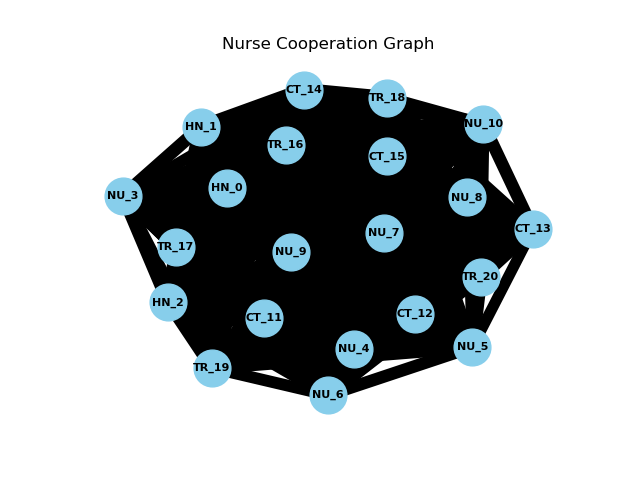 Nurse Cooperation Graph
CT_14
TR_18
HN_1
NU_10
TR_16
CT_15
HN_0
NU_3
NU_8
CT_13
NU_7
TR_17
NU_9
TR_20
HN_2
CT_12
CT_11
NU_5
NU_4
TR_19
NU_6